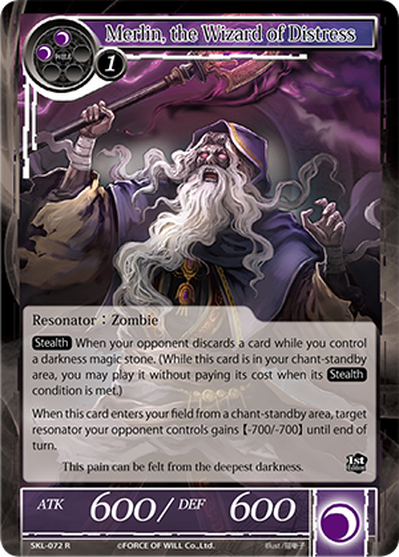 Merlin, the Wizard of Distress
WILL
1
Resonator : Zombie
Stealth When your opponent discards a card while you control
a darkness magic stone. (While this card is in your chant-standby
area, you may play it without paying its cost when its Stealth
condition is met.)
When this card enters your field from a chant-standby area, target
resonator your opponent controls gains 【-700/-700】 until end of
turn.
1st
Edition
This pain can be felt from the deepest darkness.
ATK 600/ DEF 600
SKL-072 R ©FORCE OF WILL Co.,Ltd. Illust/